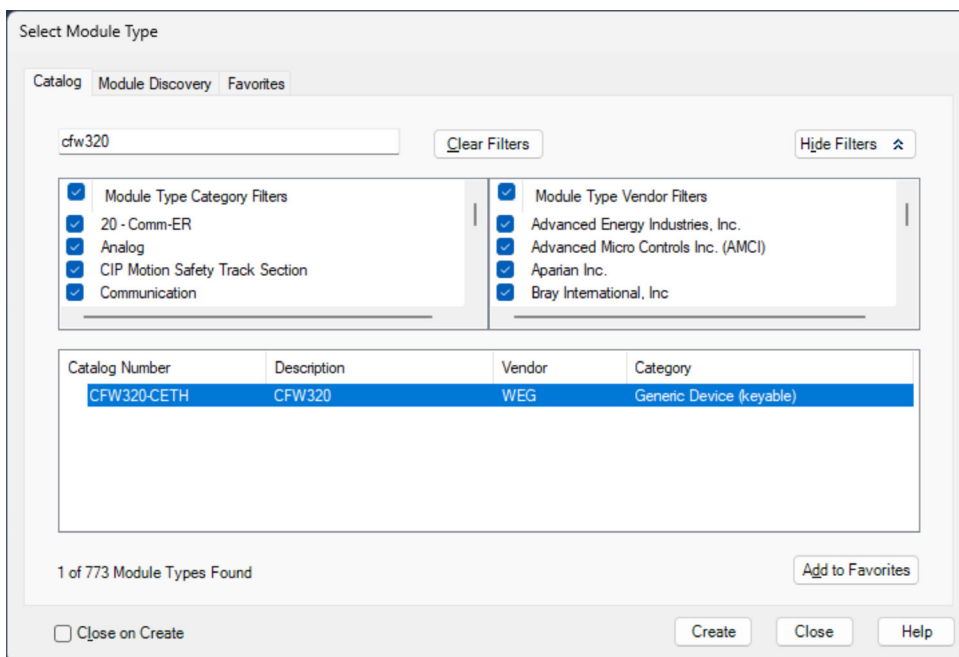 Select Module Type
Catalog Module Discovery Favorites
cfw320 Clear Filters Hide Filters
Module Type Category Filters
20 - Comm-ER
Analog
CIP Motion Safety Track Section
Communication
Module Type Vendor Filters
Advanced Energy Industries, Inc.
Advanced Micro Controls Inc. (AMCI)
Aparian Inc.
Bray International, Inc
Catalog Number Description Vendor Category
CFW320-CETH CFW320 WEG Generic Device (keyable)
1 of 773 Module Types Found Add to Favorites
Close on Create Create Close Help